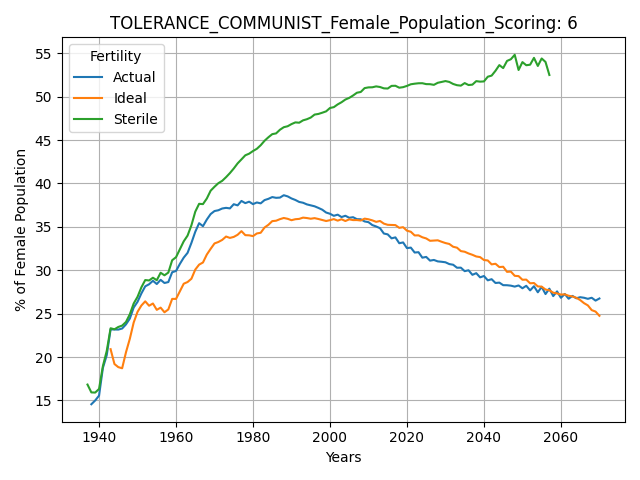 TOLERANCE_COMMUNIST_Female_Population_Scoring: 6
Fertility
Actual
Ideal
Sterile
% of Female Population
55
50
45
40
35
30
25
20
15
1940 1960 1980 2000 2020 2040 2060
Years